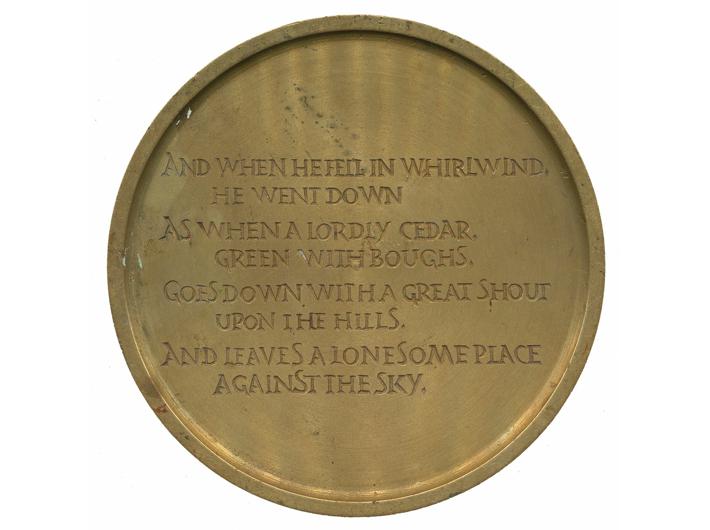 AND WHEN HE FELL IN WHIRLWIND,
HE WENT DOWN
AS WHEN A LORDLY CEDAR,
GREEN WITH BOUGHS,
GOES DOWN WITH A GREAT SHOUT
UPON THE HILLS,
AND LEAVES A LONESOME PLACE
AGAINST THE SKY.